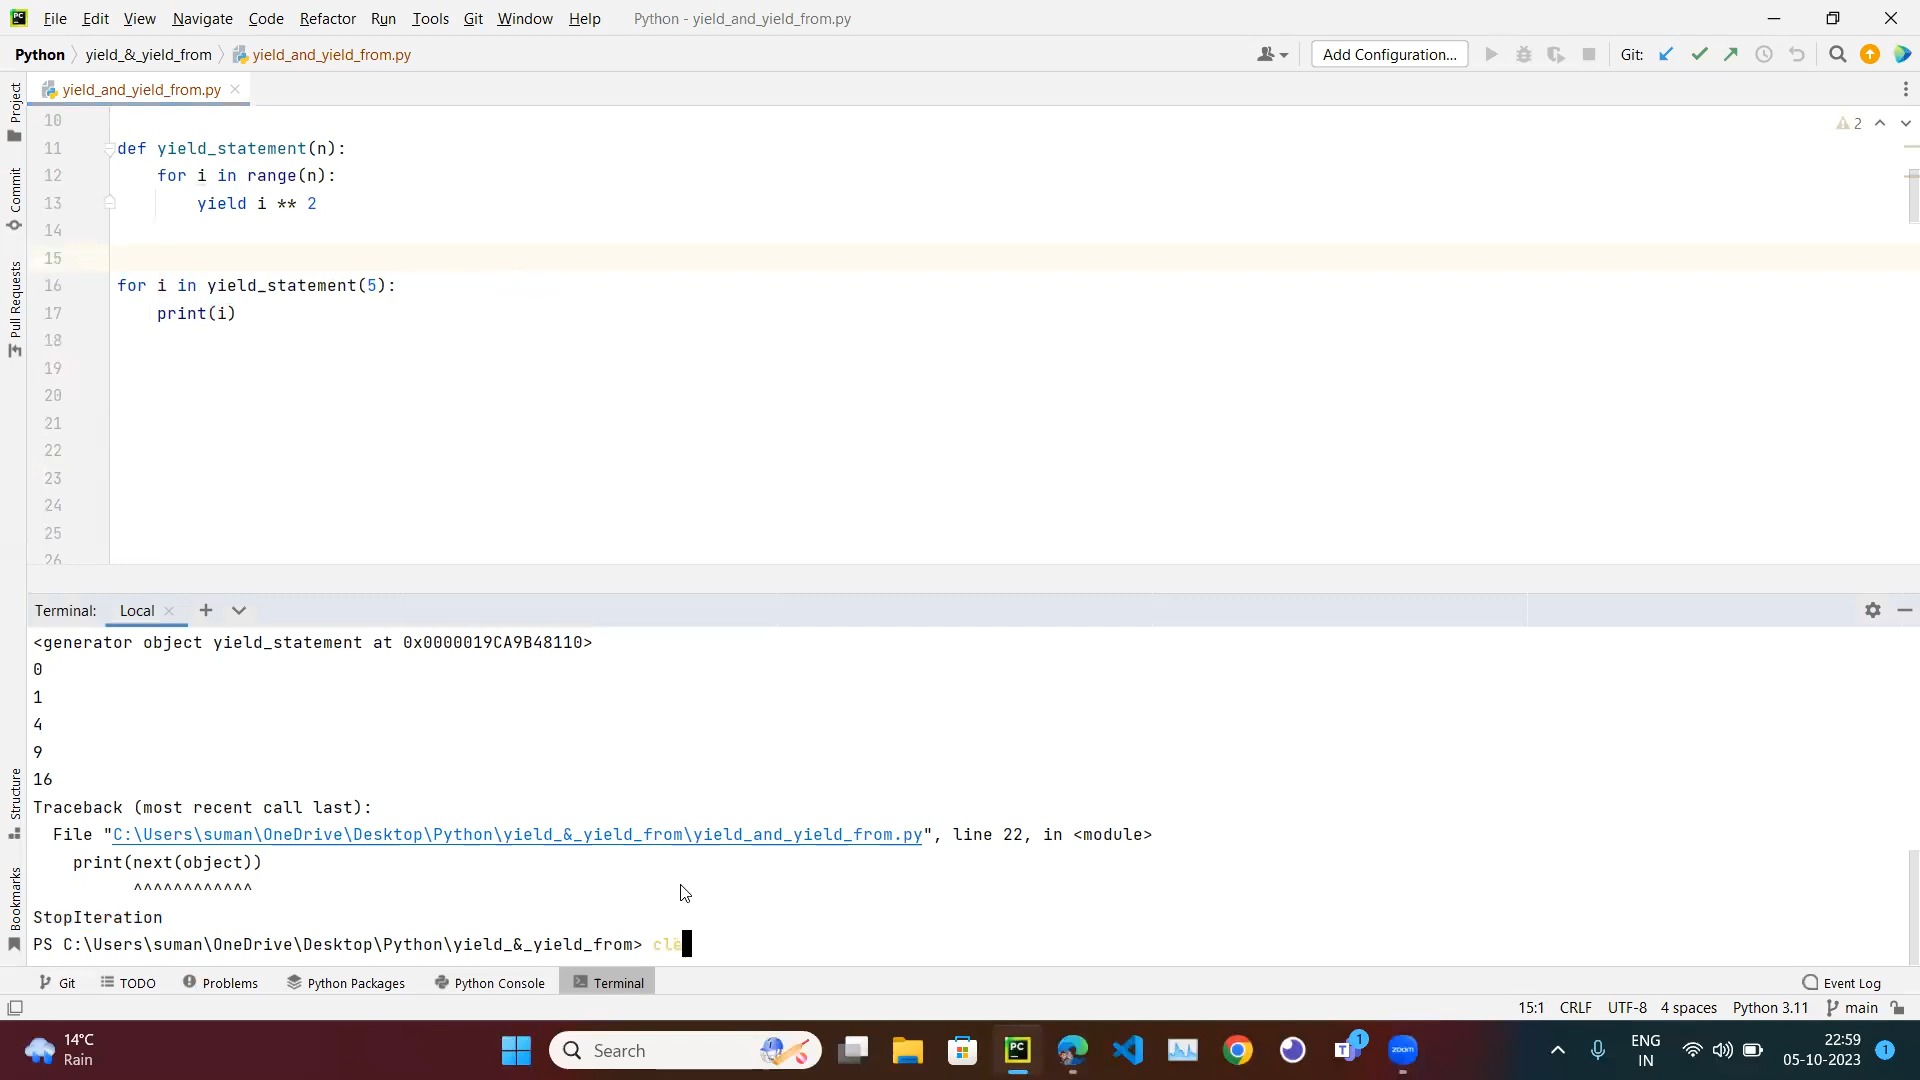 PC File Edit View Navigate Code Refactor Run Tools Git Window Help Python - yield_and_yield_from.py
Python yield_&_yield_from yield_and_yield_from.py Add Configuration... Git:
yield_and_yield_from.py
Project
Commit
Pull Requests
Structure
Bookmarks
2
10
11 def yield_statement(n):
12 for i in range(n):
13 yield i ** 2
14
15
16 for i in yield_statement(5):
17 print(i)
18
19
20
21
22
23
24
25
26
Terminal: Local
<generator object yield_statement at 0x0000019CA9B48110>
0
1
4
9
16
Traceback (most recent call last):
File "C:\Users\suman\OneDrive\Desktop\Python\yield_&_yield_from\yield_and_yield_from.py", line 22, in <module>
print(next(object))
^^^^^^^^^^^^
StopIteration
PS C:\Users\suman\OneDrive\Desktop\Python\yield_&_yield_from> cle
Git TODO Problems Python Packages Python Console Terminal Event Log
15:1 CRLF UTF-8 4 spaces Python 3.11 main
14°C
Rain
Search
PC
T
1
zoom
ENG
IN
22:59
05-10-2023
1